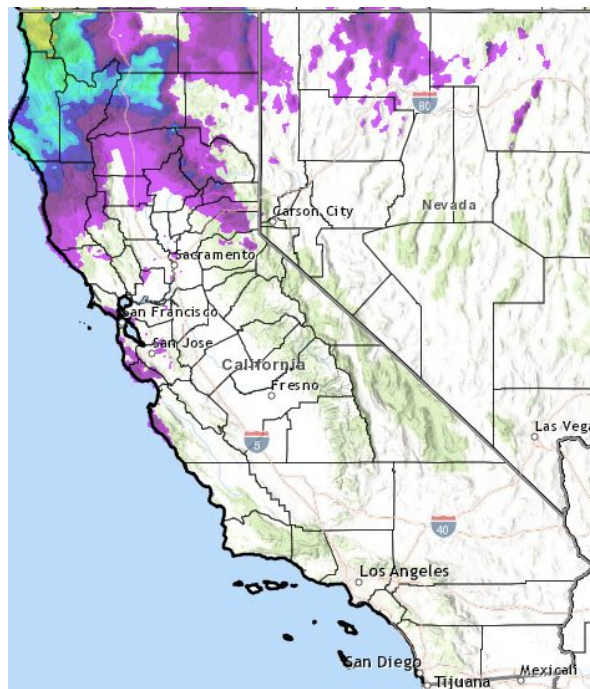 80
Carson City
Nevada
Sacramento
San Francisco
San Jose
California
Fresno
Las Vega
5
40
Los Angeles
San Diego
Tijuana
Mexicali